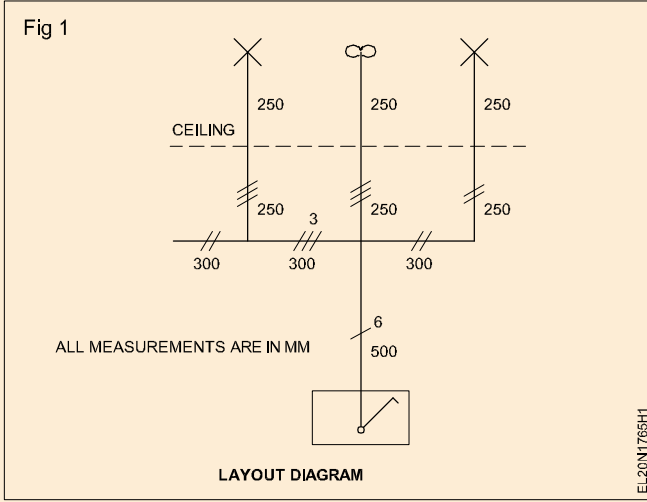 Fig 1
250
250
250
CEILING
250
3
250
250
300
300
300
6
ALL MEASUREMENTS ARE IN MM
500
LAYOUT DIAGRAM
EL20N1765H1